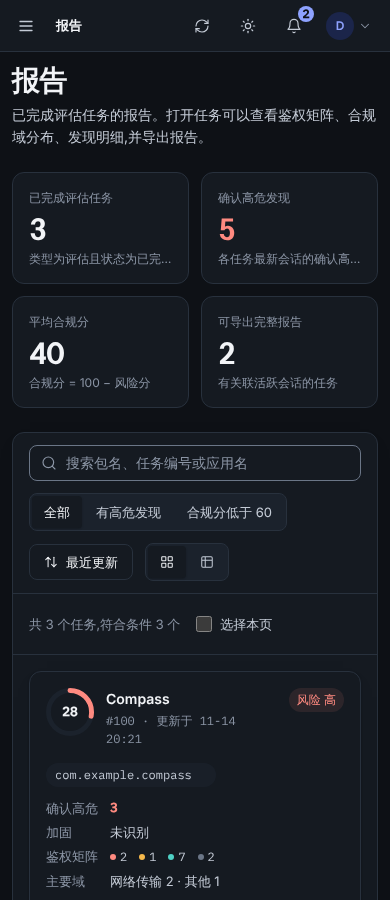 报告
2
D
报告
已完成评估任务的报告。打开任务可以查看鉴权矩阵、合规
域分布、发现明细,并导出报告。
已完成评估任务
3
类型为评估且状态为已完...
确认高危发现
5
各任务最新会话的确认高...
平均合规分
40
合规分 = 100 − 风险分
可导出完整报告
2
有关联活跃会话的任务
搜索包名、任务编号或应用名
全部 有高危发现 合规分低于 60
最近更新
共 3 个任务,符合条件 3 个 选择本页
28
Compass
风险 高
#100 · 更新于 11-14
20:21
com.example.compass
确认高危 3
加固 未识别
鉴权矩阵 2 1 7 2
主要域 网络传输 2 · 其他 1